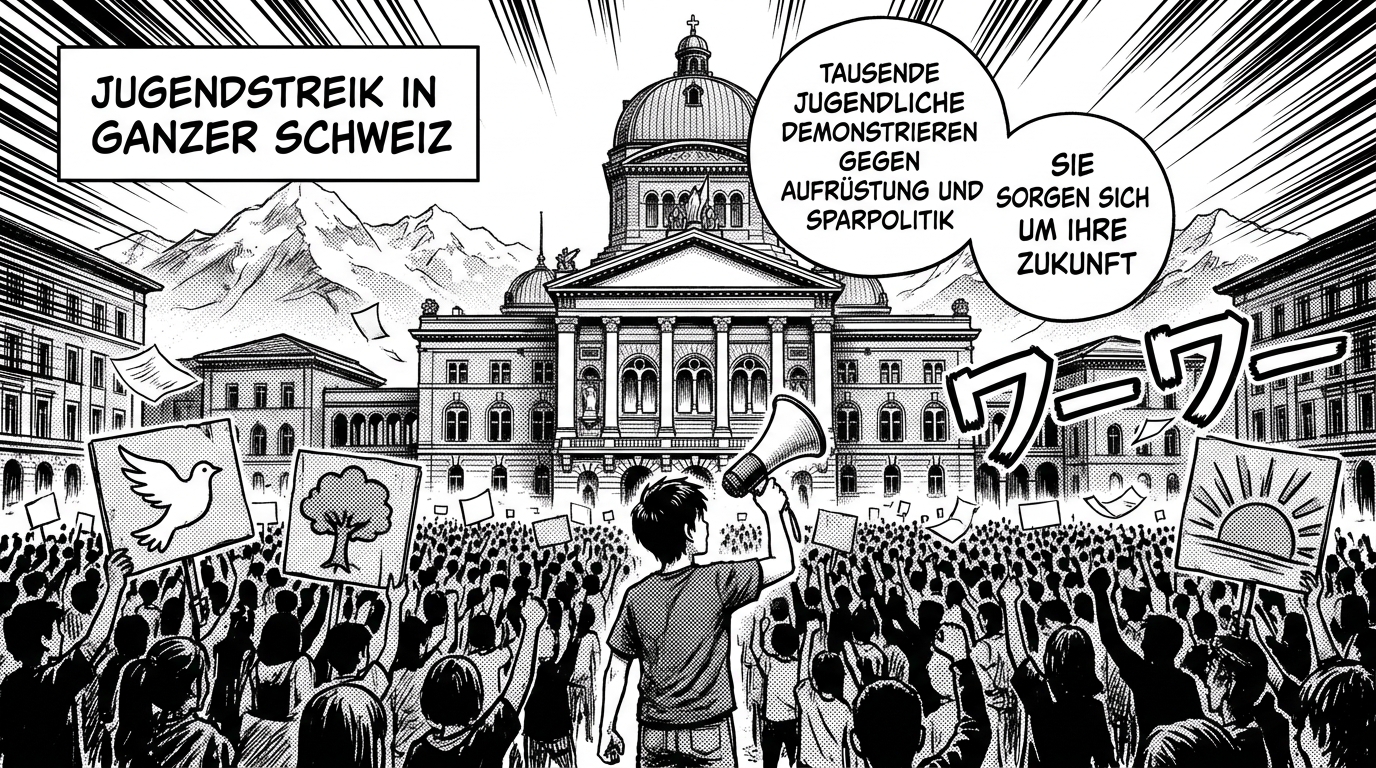 JUGENDSTREIK IN
GANZER SCHWEIZ
TAUSENDE
JUGENDLICHE
DEMONSTRIEREN
GEGEN
AUFRÜSTUNG UND
SPARPOLITIK
SIE
SORGEN SICH
UM IHRE
ZUKUNFT
ワーワー